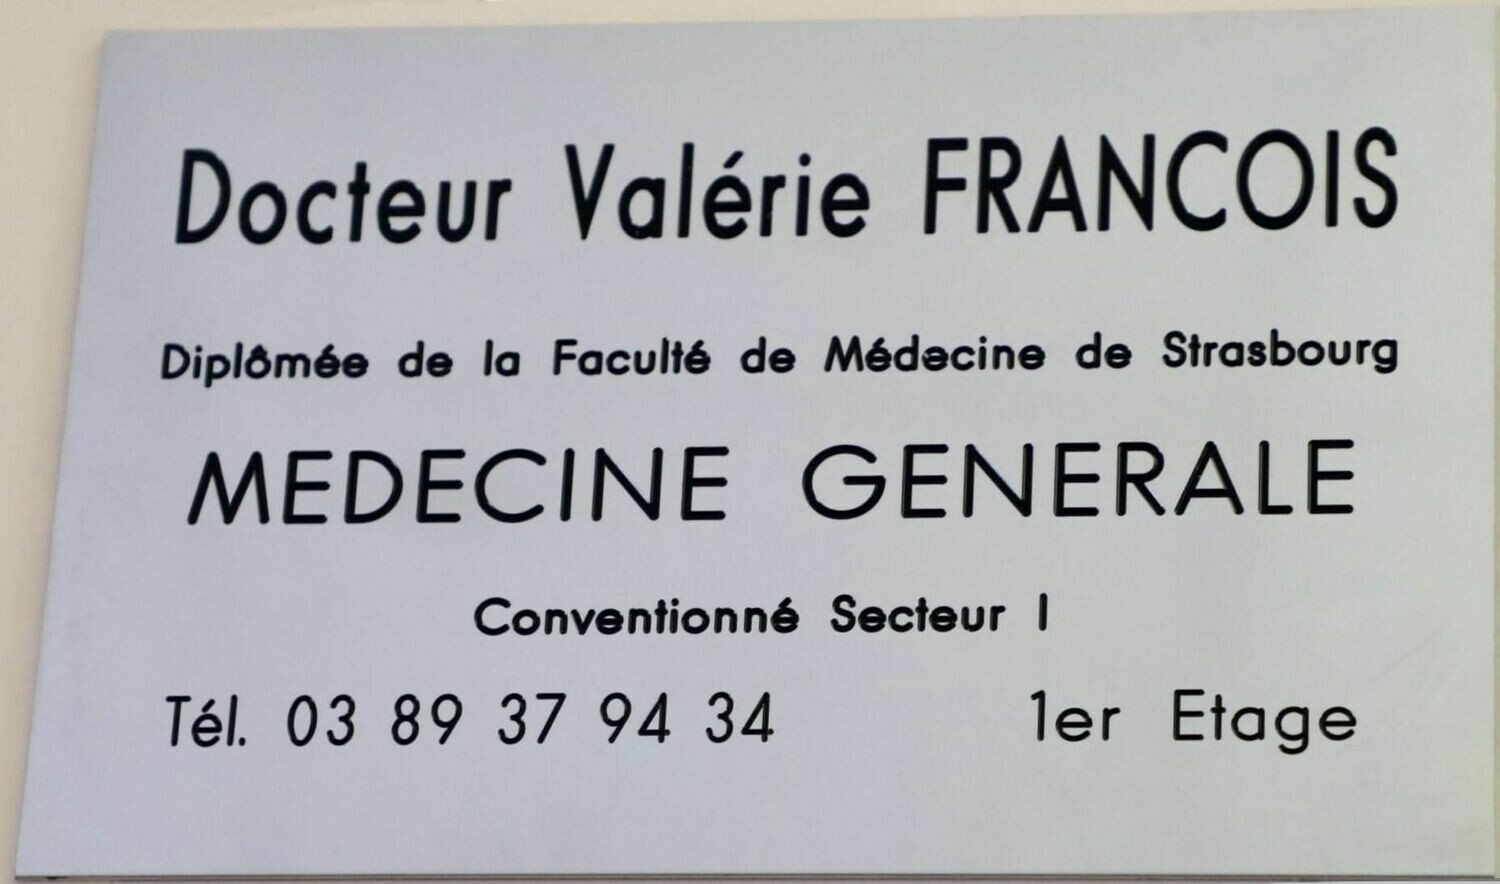 Docteur Valérie FRANCOIS
Diplômée de la Faculté de Médecine de Strasbourg
MEDECINE GENERALE
Conventionné Secteur I
Tél. 03 89 37 94 34 1er Etage